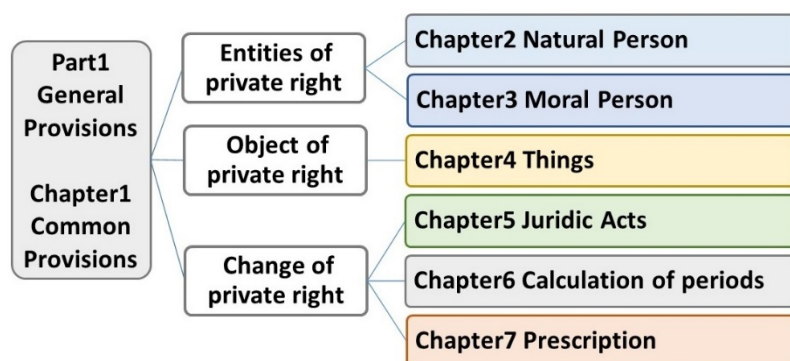 Part1
General
Provisions
Chapter1
Common
Provisions
Entities of
private right
Chapter2 Natural Person
Chapter3 Moral Person
Object of
private right
Chapter4 Things
Change of
private right
Chapter5 Juridic Acts
Chapter6 Calculation of periods
Chapter7 Prescription